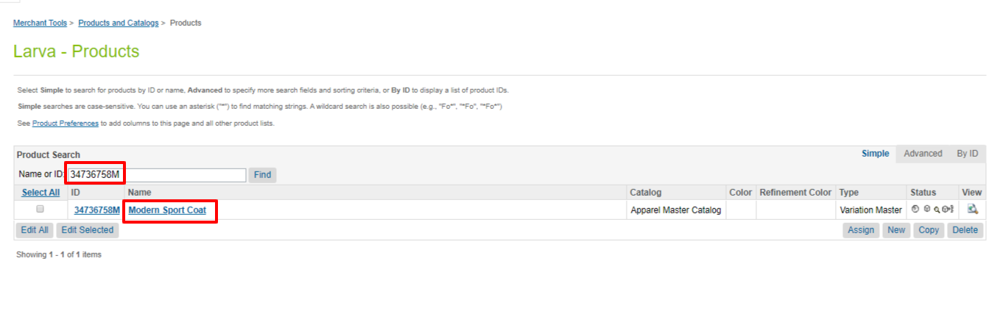 Merchant Tools > Products and Catalogs > Products
Larva - Products
Select Simple to search for products by ID or name, Advanced to specify more search fields and sorting criteria, or By ID to display a list of product IDs.
Simple searches are case-sensitive. You can use an asterisk ("*") to find matching strings. A wildcard search is also possible (e.g., "Fo*", "*Fo", "*Fo*")
See Product Preferences to add columns to this page and all other product lists.
Product Search Simple Advanced By ID
Name or ID: 34736758M Find
Select All ID Name Catalog Color Refinement Color Type Status View
34736758M Modern Sport Coat Apparel Master Catalog Variation Master
Edit All Edit Selected Assign New Copy Delete
Showing 1 - 1 of 1 items